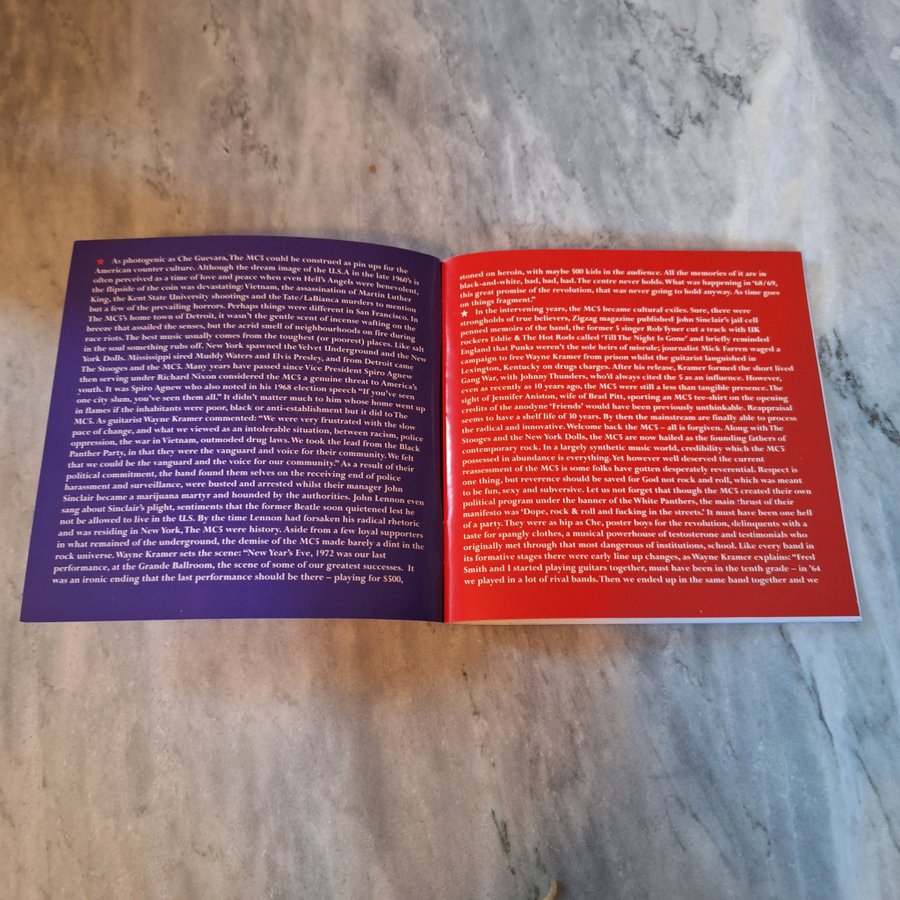 ★ As photogenic as Che Guevara, The MC5 could be construed as pin ups for the
American counter culture. Although the dream image of the U.S.A in the late 1960's is
often perceived as a time of love and peace when even Hell's Angels were benevolent,
the flipside of the coin was devastating: Vietnam, the assassination of Martin Luther
King, the Kent State University shootings and the Tate/LaBianca murders to mention
but a few of the prevailing horrors. Perhaps things were different in San Francisco. In
The MC5's home town of Detroit, it wasn't the gentle scent of incense wafting on the
breeze that assailed the senses, but the acrid smell of neighbourhoods on fire during
race riots. The best music usually comes from the toughest (or poorest) places. Like salt
in the soul something rubs off. New York spawned the Velvet Underground and the New
York Dolls. Mississippi sired Muddy Waters and Elvis Presley, and from Detroit came
The Stooges and the MC5. Many years have passed since Vice President Spiro Agnew
then serving under Richard Nixon considered the MC5 a genuine threat to America's
youth. It was Spiro Agnew who also noted in his 1968 election speech "If you've seen
one city slum, you've seen them all." It didn't matter much to him whose home went up
in flames if the inhabitants were poor, black or anti-establishment but it did to The
MC5. As guitarist Wayne Kramer commented: "We were very frustrated with the slow
pace of change, and what we viewed as an intolerable situation, between racism, police
oppression, the war in Vietnam, outmoded drug laws. We took the lead from the Black
Panther Party, in that they were the vanguard and voice for their community. We felt
that we could be the vanguard and the voice for our community." As a result of their
political commitment, the band found them selves on the receiving end of police
harassment and surveillance, were busted and arrested whilst their manager John
Sinclair became a marijuana martyr and hounded by the authorities. John Lennon even
sang about Sinclair's plight, sentiments that the former Beatle soon quietened lest he
not be allowed to live in the U.S. By the time Lennon had forsaken his radical rhetoric
and was residing in New York, The MC5 were history. Aside from a few loyal supporters
in what remained of the underground, the demise of the MC5 made barely a dint in the
rock universe. Wayne Kramer sets the scene: "New Year's Eve, 1972 was our last
performance, at the Grande Ballroom, the scene of some of our greatest successes. It
was an ironic ending that the last performance should be there – playing for $500,
stoned on heroin, with maybe 500 kids in the audience. All the memories of it are in
black-and-white, bad, bad, bad. The centre never holds. What was happening in '68/69,
this great promise of the revolution, that was never going to hold anyway. As time goes
on things fragment."
★ In the intervening years, the MC5 became cultural exiles. Sure, there were
strongholds of true believers, Zigzag magazine published John Sinclair's jail cell
penned memoirs of the band, the former 5 singer Rob Tyner cut a track with UK
rockers Eddie & The Hot Rods called 'Till The Night Is Gone' and briefly reminded
England that Punks weren't the sole heirs of misrule; journalist Mick Farren waged a
campaign to free Wayne Kramer from prison whilst the guitarist languished in
Lexington, Kentucky on drugs charges. After his release, Kramer formed the short lived
Gang War, with Johnny Thunders, who'd always cited the 5 as an influence. However,
even as recently as 10 years ago, the MC5 were still a less than tangible presence. The
sight of Jennifer Aniston, wife of Brad Pitt, sporting an MC5 tee-shirt on the opening
credits of the anodyne 'Friends' would have been previously unthinkable. Reappraisal
seems to have a shelf life of 30 years. By then the mainstream are finally able to process
the radical and innovative. Welcome back the MC5 – all is forgiven. Along with The
Stooges and the New York Dolls, the MC5 are now hailed as the founding fathers of
contemporary rock. In a largely synthetic music world, credibility which the MC5
possessed in abundance is everything. Yet however well deserved the current
reassessment of the MC5 is some folks have gotten desperately reverential. Respect is
one thing, but reverence should be saved for God not rock and roll, which was meant
to be fun, sexy and subversive. Let us not forget that though the MC5 created their own
political program under the banner of the White Panthers, the main thrust of their
manifesto was 'Dope, rock & roll and fucking in the streets.' It must have been one hell
of a party. They were as hip as Che, poster boys for the revolution, delinquents with a
taste for spangly clothes, a musical powerhouse of testosterone and testimonials who
originally met through that most dangerous of institutions, school. Like every band in
its formative stages there were early line up changes, as Wayne Kramer explains: "Fred
Smith and I started playing guitars together, must have been in the tenth grade – in '64
we played in a lot of rival bands. Then we ended up in the same band together and we